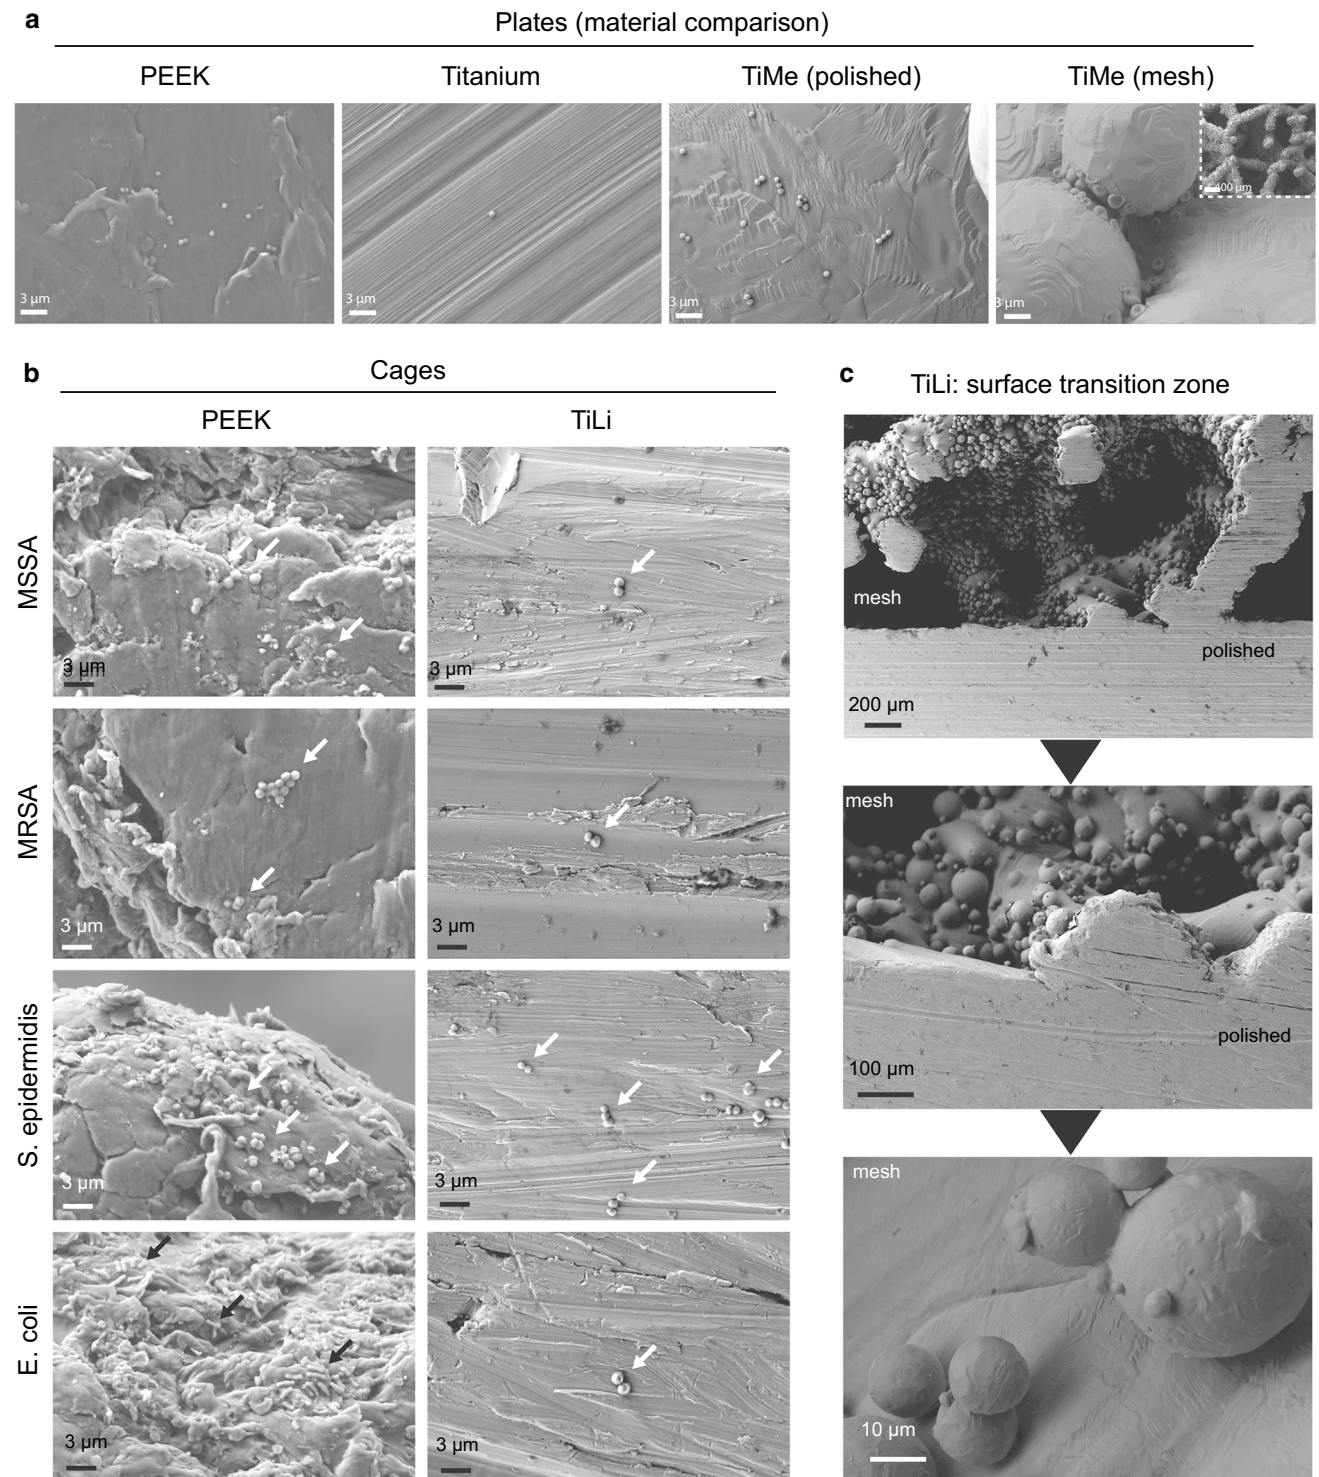 a
Plates (material comparison)
PEEK
Titanium
TiMe (polished)
TiMe (mesh)
3 µm
3 µm
3 µm
3 µm
400 µm
b
Cages
PEEK
TiLi
MSSA
3 µm
3 µm
MRSA
3 µm
3 µm
S. epidermidis
3 µm
3 µm
E. coli
3 µm
3 µm
c
TiLi: surface transition zone
mesh
polished
200 µm
mesh
polished
100 µm
mesh
10 µm